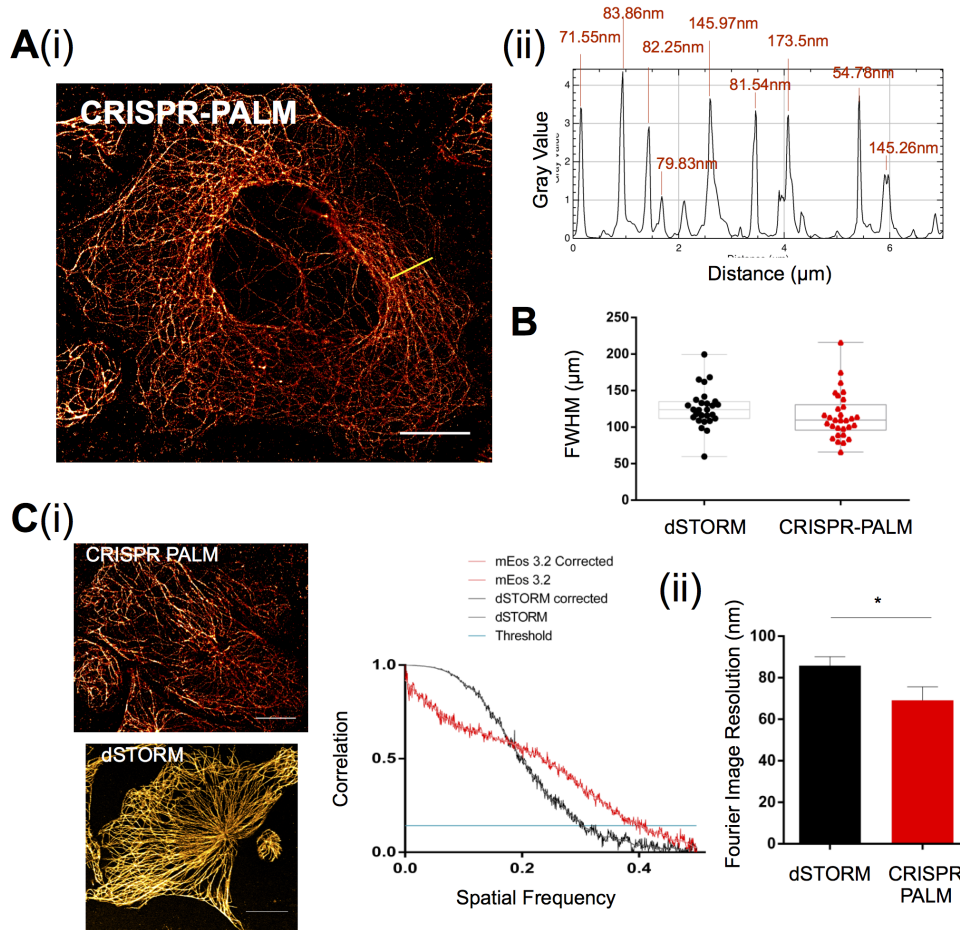 A(i)
CRISPR-PALM
(ii)
83.86nm
145.97nm
71.55nm
173.5nm
82.25nm
81.54nm
54.78nm
79.83nm
145.26nm
Gray Value
Gray Value
4
3
2
1
0
0
2
4
6
Distance (µm)
B
FWHM (µm)
250
200
150
100
50
0
dSTORM
CRISPR-PALM
C(i)
CRISPR PALM
dSTORM
mEos 3.2 Corrected
mEos 3.2
dSTORM corrected
dSTORM
Threshold
Correlation
1.0
0.5
0.0
0.0
0.2
0.4
Spatial Frequency
(ii)
*
Fourier Image Resolution (nm)
100
80
60
40
20
0
dSTORM
CRISPR
PALM